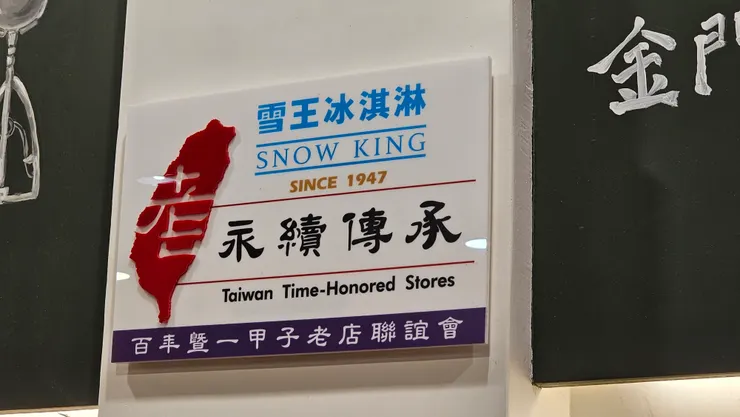 雪王冰淇淋
SNOW KING
SINCE 1947
老
永續傳承
Taiwan Time-Honored Stores
百年暨一甲子老店聯誼會
金門